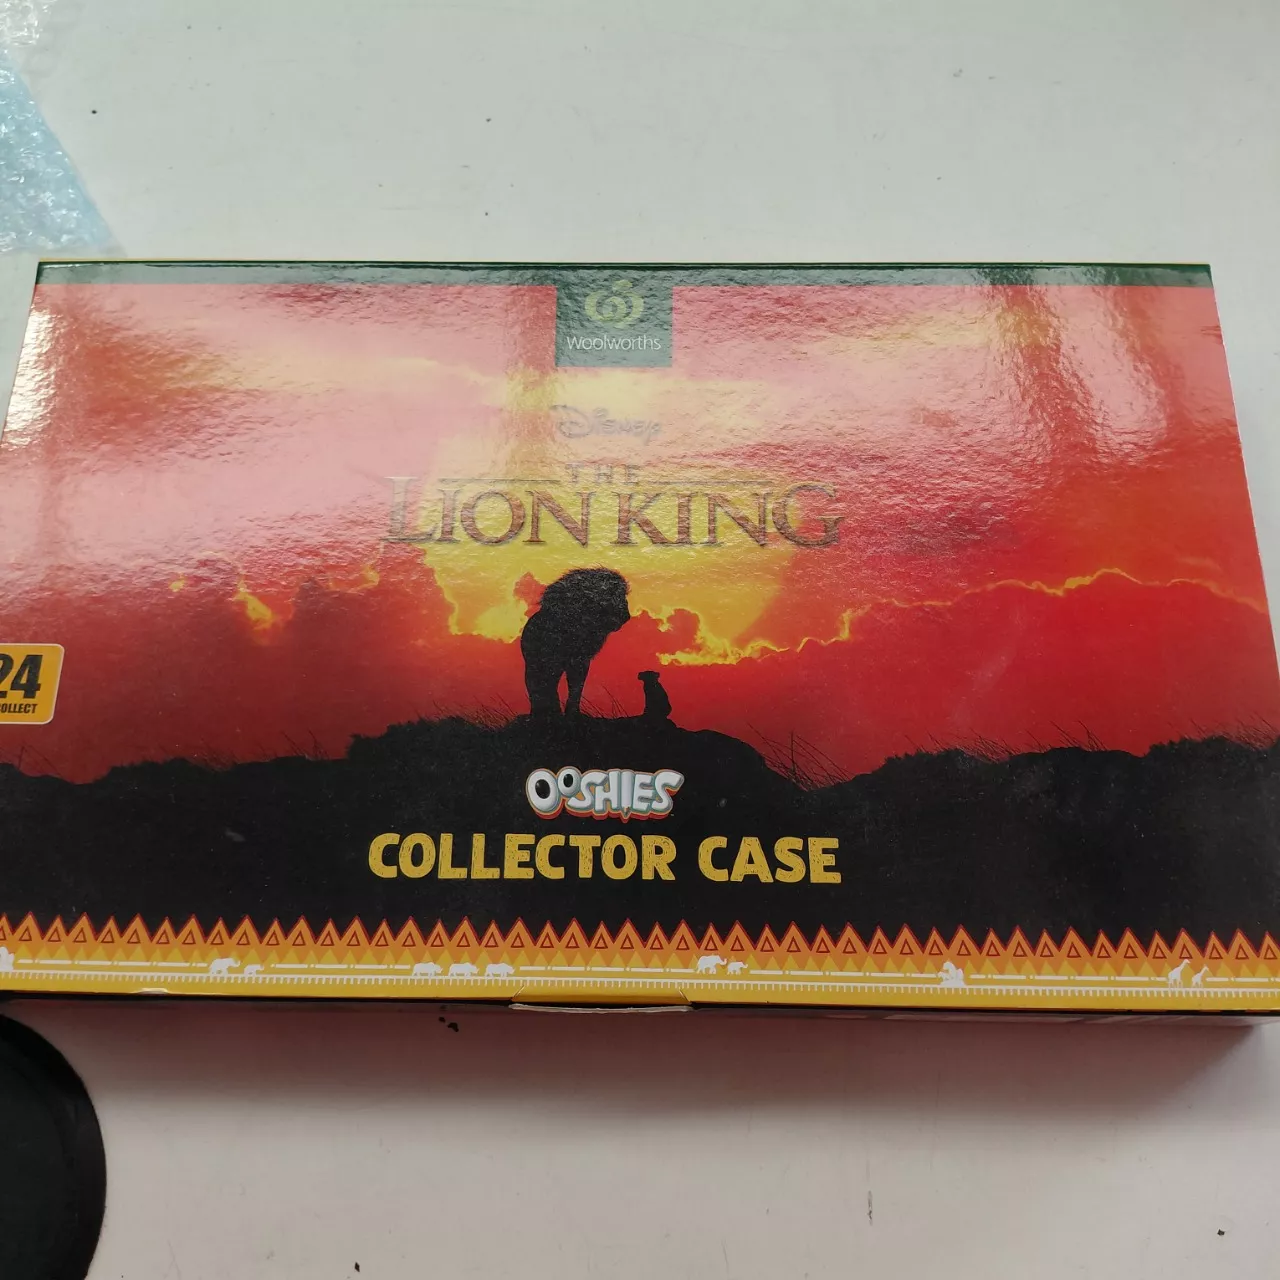 Woolworths
Disney
THE
LION KING
24
COLLECT
OOSHIES
COLLECTOR CASE